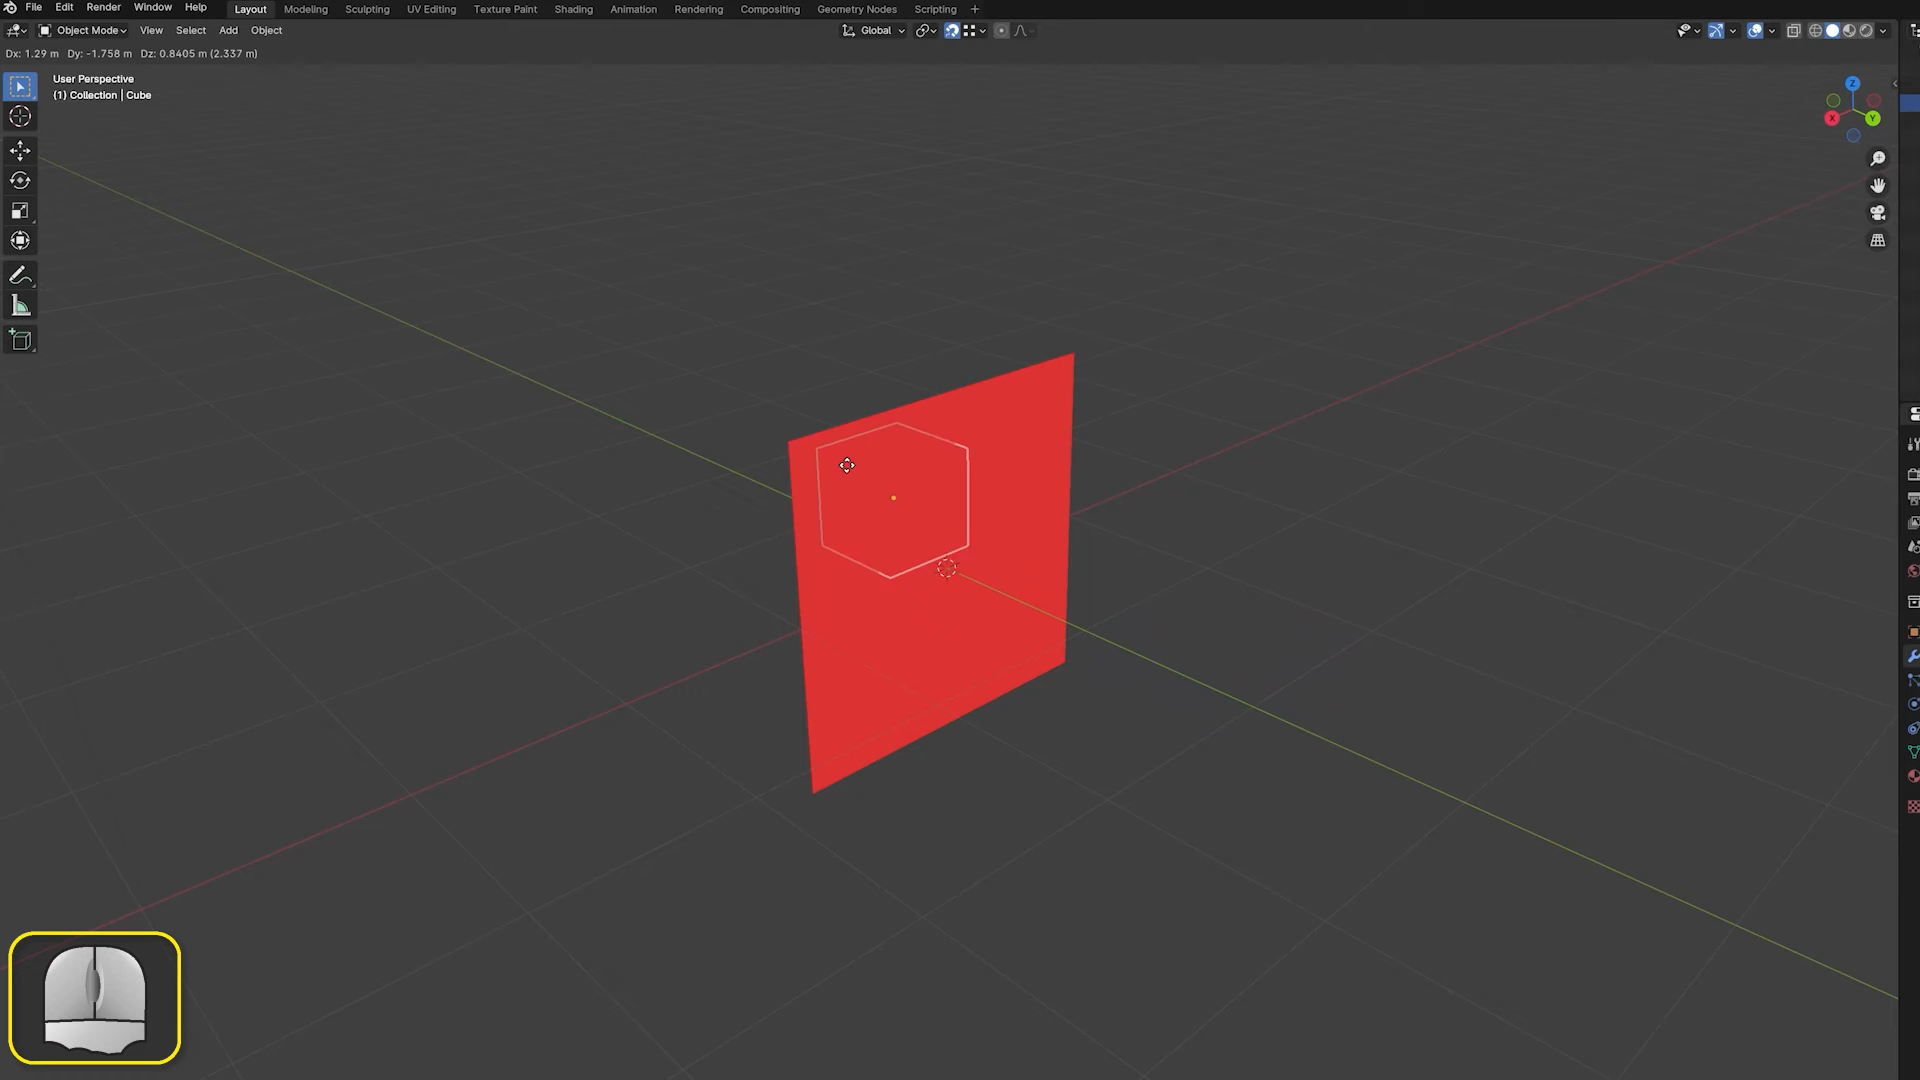 File Edit Render Window Help Layout Modeling Sculpting UV Editing Texture Paint Shading Animation Rendering Compositing Geometry Nodes Scripting +
Object Mode View Select Add Object Global
Dx: 1.29 m Dy: -1.758 m Dz: 0.8405 m (2.337 m)
User Perspective
(1) Collection | Cube
Z
X Y